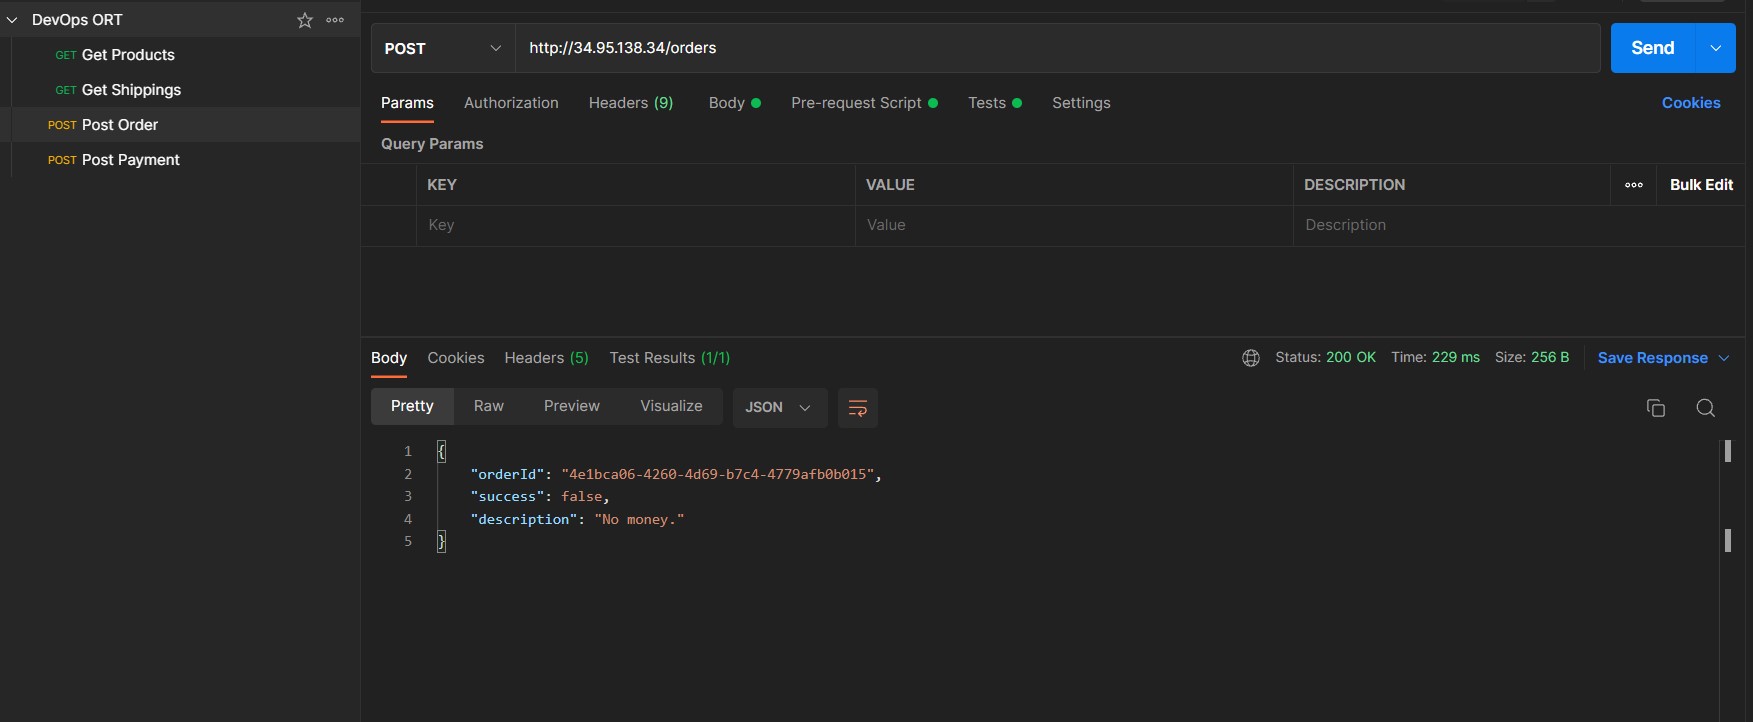 DevOps ORT
GET Get Products
GET Get Shippings
POST Post Order
POST Post Payment
POST http://34.95.138.34/orders Send
Params Authorization Headers (9) Body Pre-request Script Tests Settings Cookies
Query Params
KEY VALUE DESCRIPTION Bulk Edit
Key Value Description
Body Cookies Headers (5) Test Results (1/1) Status: 200 OK Time: 229 ms Size: 256 B Save Response
Pretty Raw Preview Visualize JSON
1 {
2 "orderId": "4e1bca06-4260-4d69-b7c4-4779afb0b015",
3 "success": false,
4 "description": "No money."
5 }